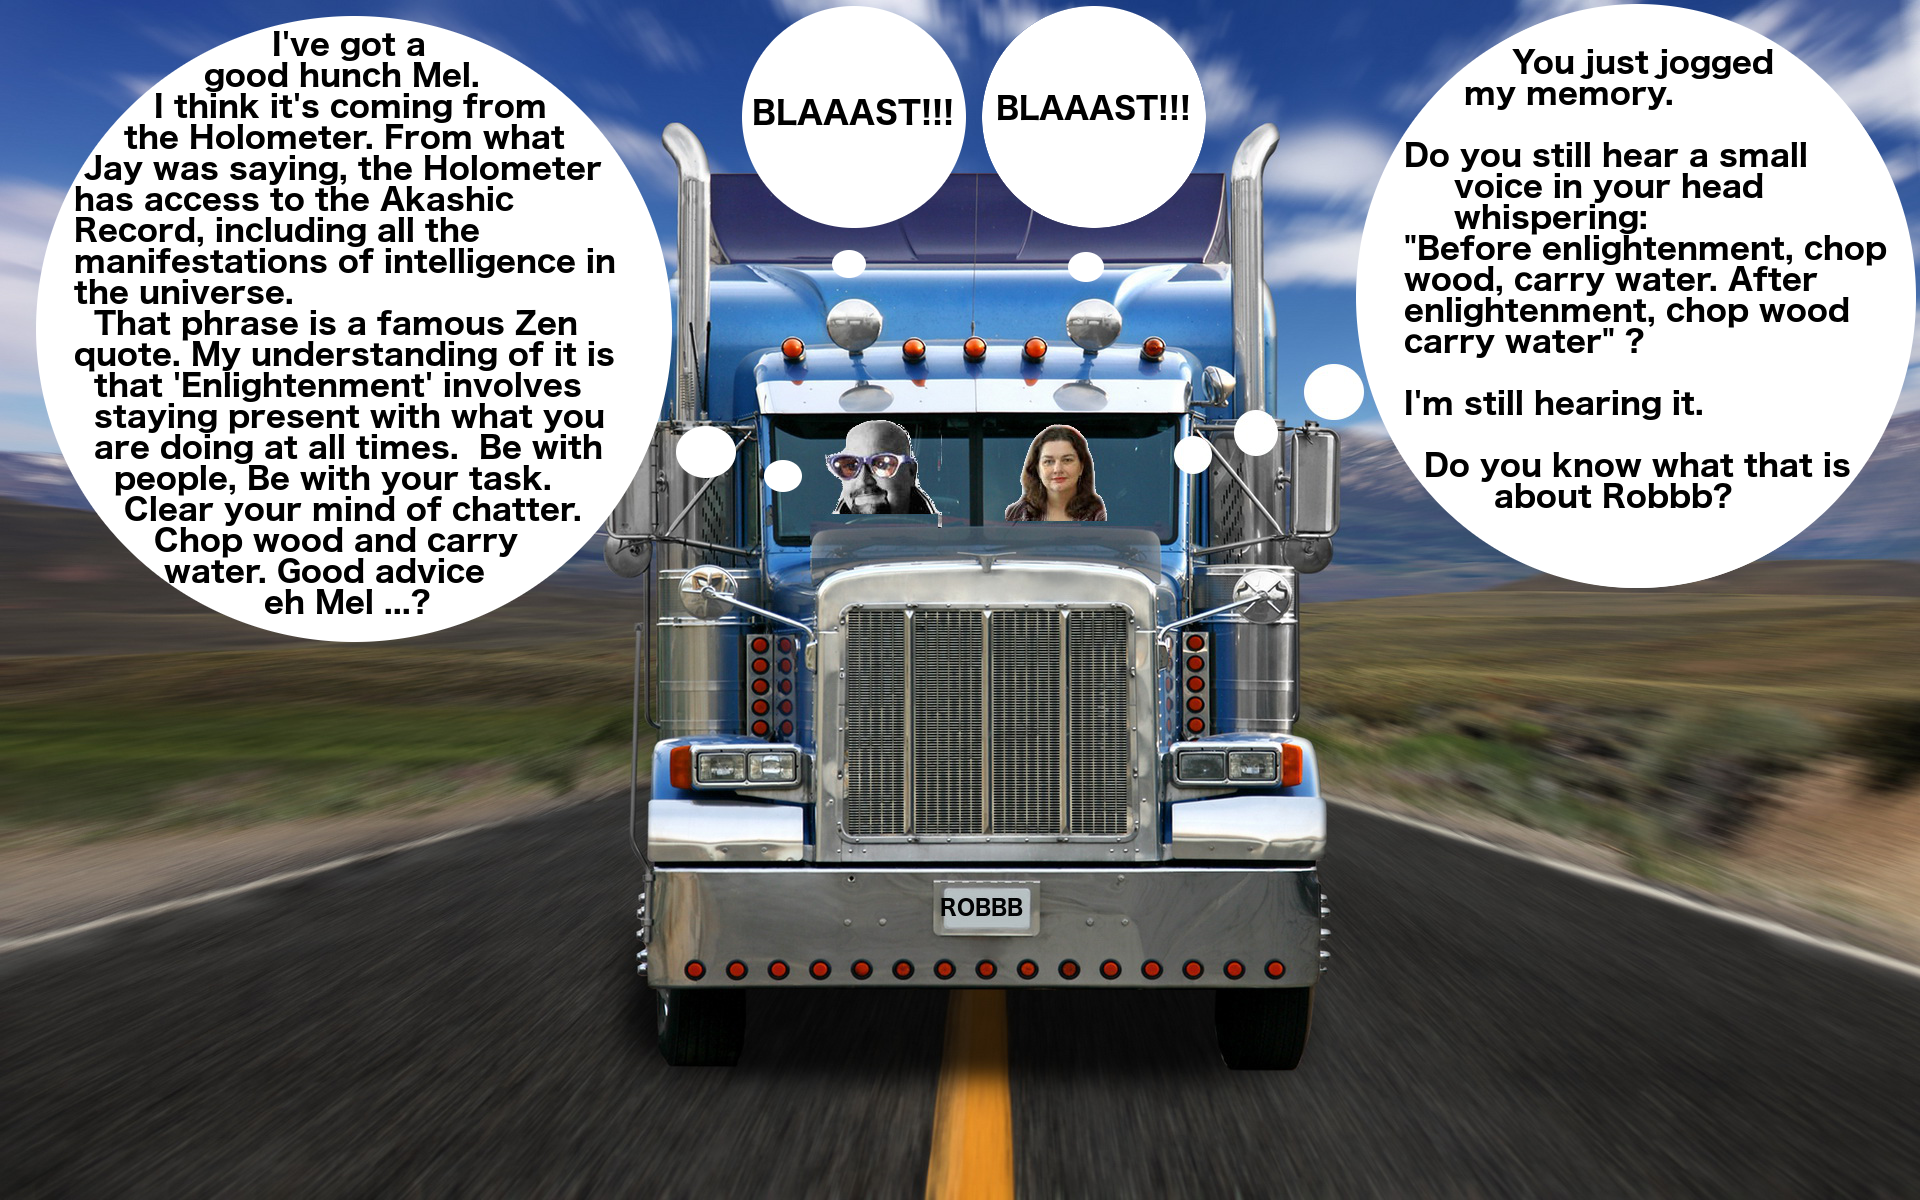 I've got a
good hunch Mel.
I think it's coming from
the Holometer. From what
Jay was saying, the Holometer
has access to the Akashic
Record, including all the
manifestations of intelligence in
the universe.
That phrase is a famous Zen
quote. My understanding of it is
that 'Enlightenment' involves
staying present with what you
are doing at all times.  Be with
people, Be with your task.
Clear your mind of chatter.
Chop wood and carry
water. Good advice
eh Mel ...?
BLAAAST!!!
BLAAAST!!!
You just jogged
my memory.
Do you still hear a small
voice in your head
whispering:
"Before enlightenment, chop
wood, carry water. After
enlightenment, chop wood
carry water" ?
I'm still hearing it.
Do you know what that is
about Robbb?
ROBBB